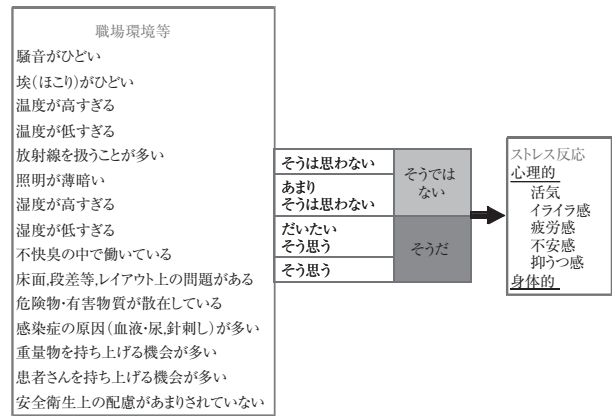 職場環境等
騒音がひどい
埃(ほこり)がひどい
温度が高すぎる
温度が低すぎる
放射線を扱うことが多い
照明が薄暗い
湿度が高すぎる
湿度が低すぎる
不快臭の中で働いている
床面,段差等,レイアウト上の問題がある
危険物・有害物質が散在している
感染症の原因(血液・尿,針刺し)が多い
重量物を持ち上げる機会が多い
患者さんを持ち上げる機会が多い
安全衛生上の配慮があまりされていない
そうは思わない
あまり
そうは思わない
だいたい
そう思う
そう思う
そうでは
ない
そうだ
ストレス反応
心理的
活気
イライラ感
疲労感
不安感
抑うつ感
身体的